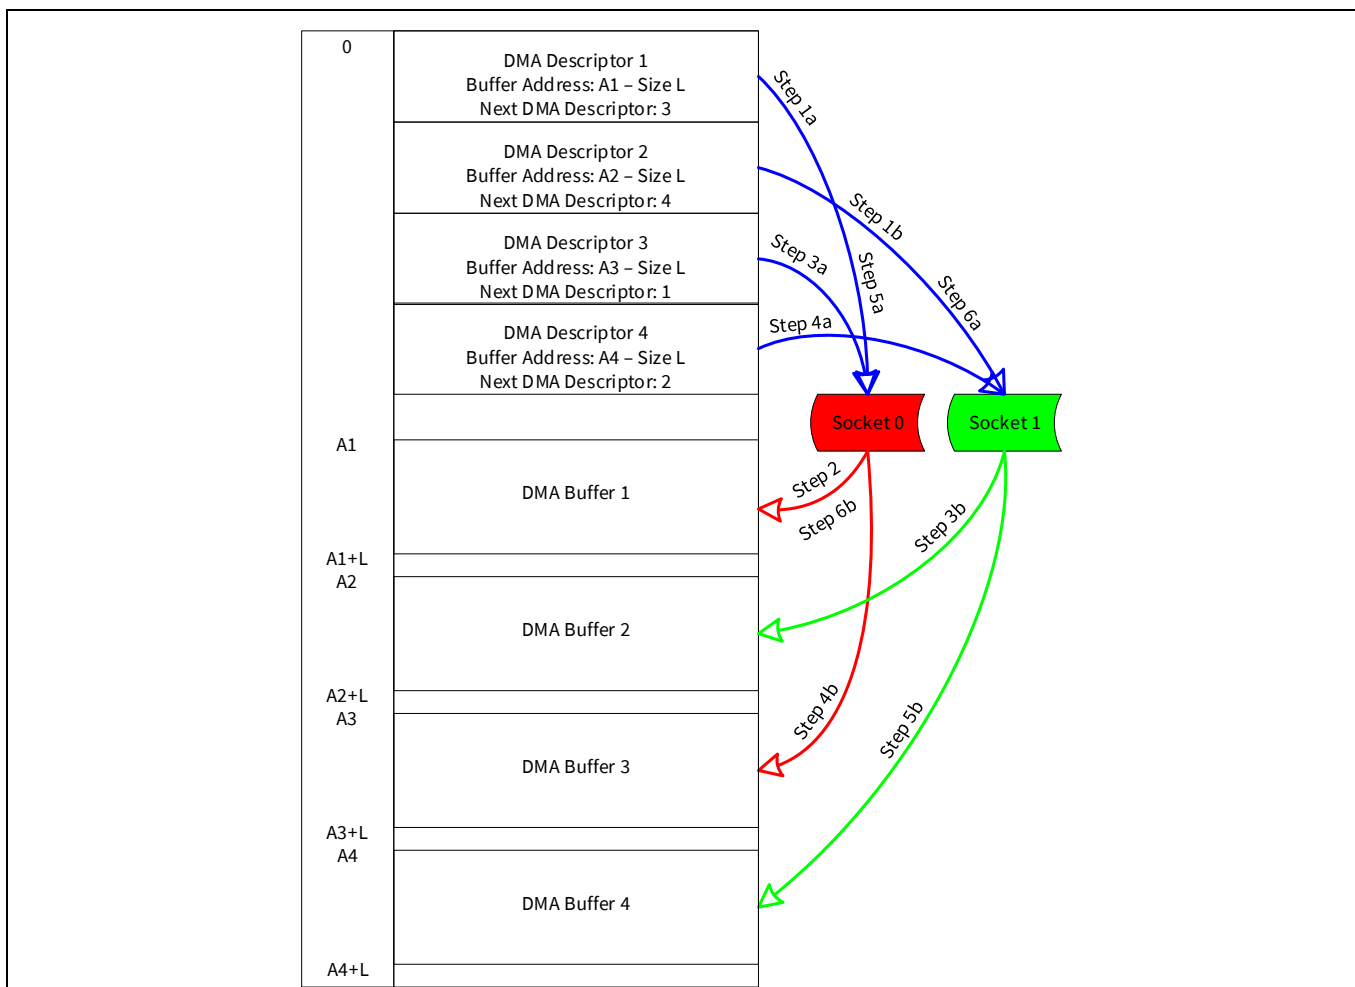 0
DMA Descriptor 1
Buffer Address: A1 – Size L
Next DMA Descriptor: 3
DMA Descriptor 2
Buffer Address: A2 – Size L
Next DMA Descriptor: 4
DMA Descriptor 3
Buffer Address: A3 – Size L
Next DMA Descriptor: 1
DMA Descriptor 4
Buffer Address: A4 – Size L
Next DMA Descriptor: 2
Step 1a
Step 1b
Step 3a
Step 5a
Step 6a
Step 4a
Socket 0
Socket 1
A1
DMA Buffer 1
Step 2
Step 6b
Step 3b
A1+L
A2
DMA Buffer 2
A2+L
A3
Step 4b
Step 5b
DMA Buffer 3
A3+L
A4
DMA Buffer 4
A4+L